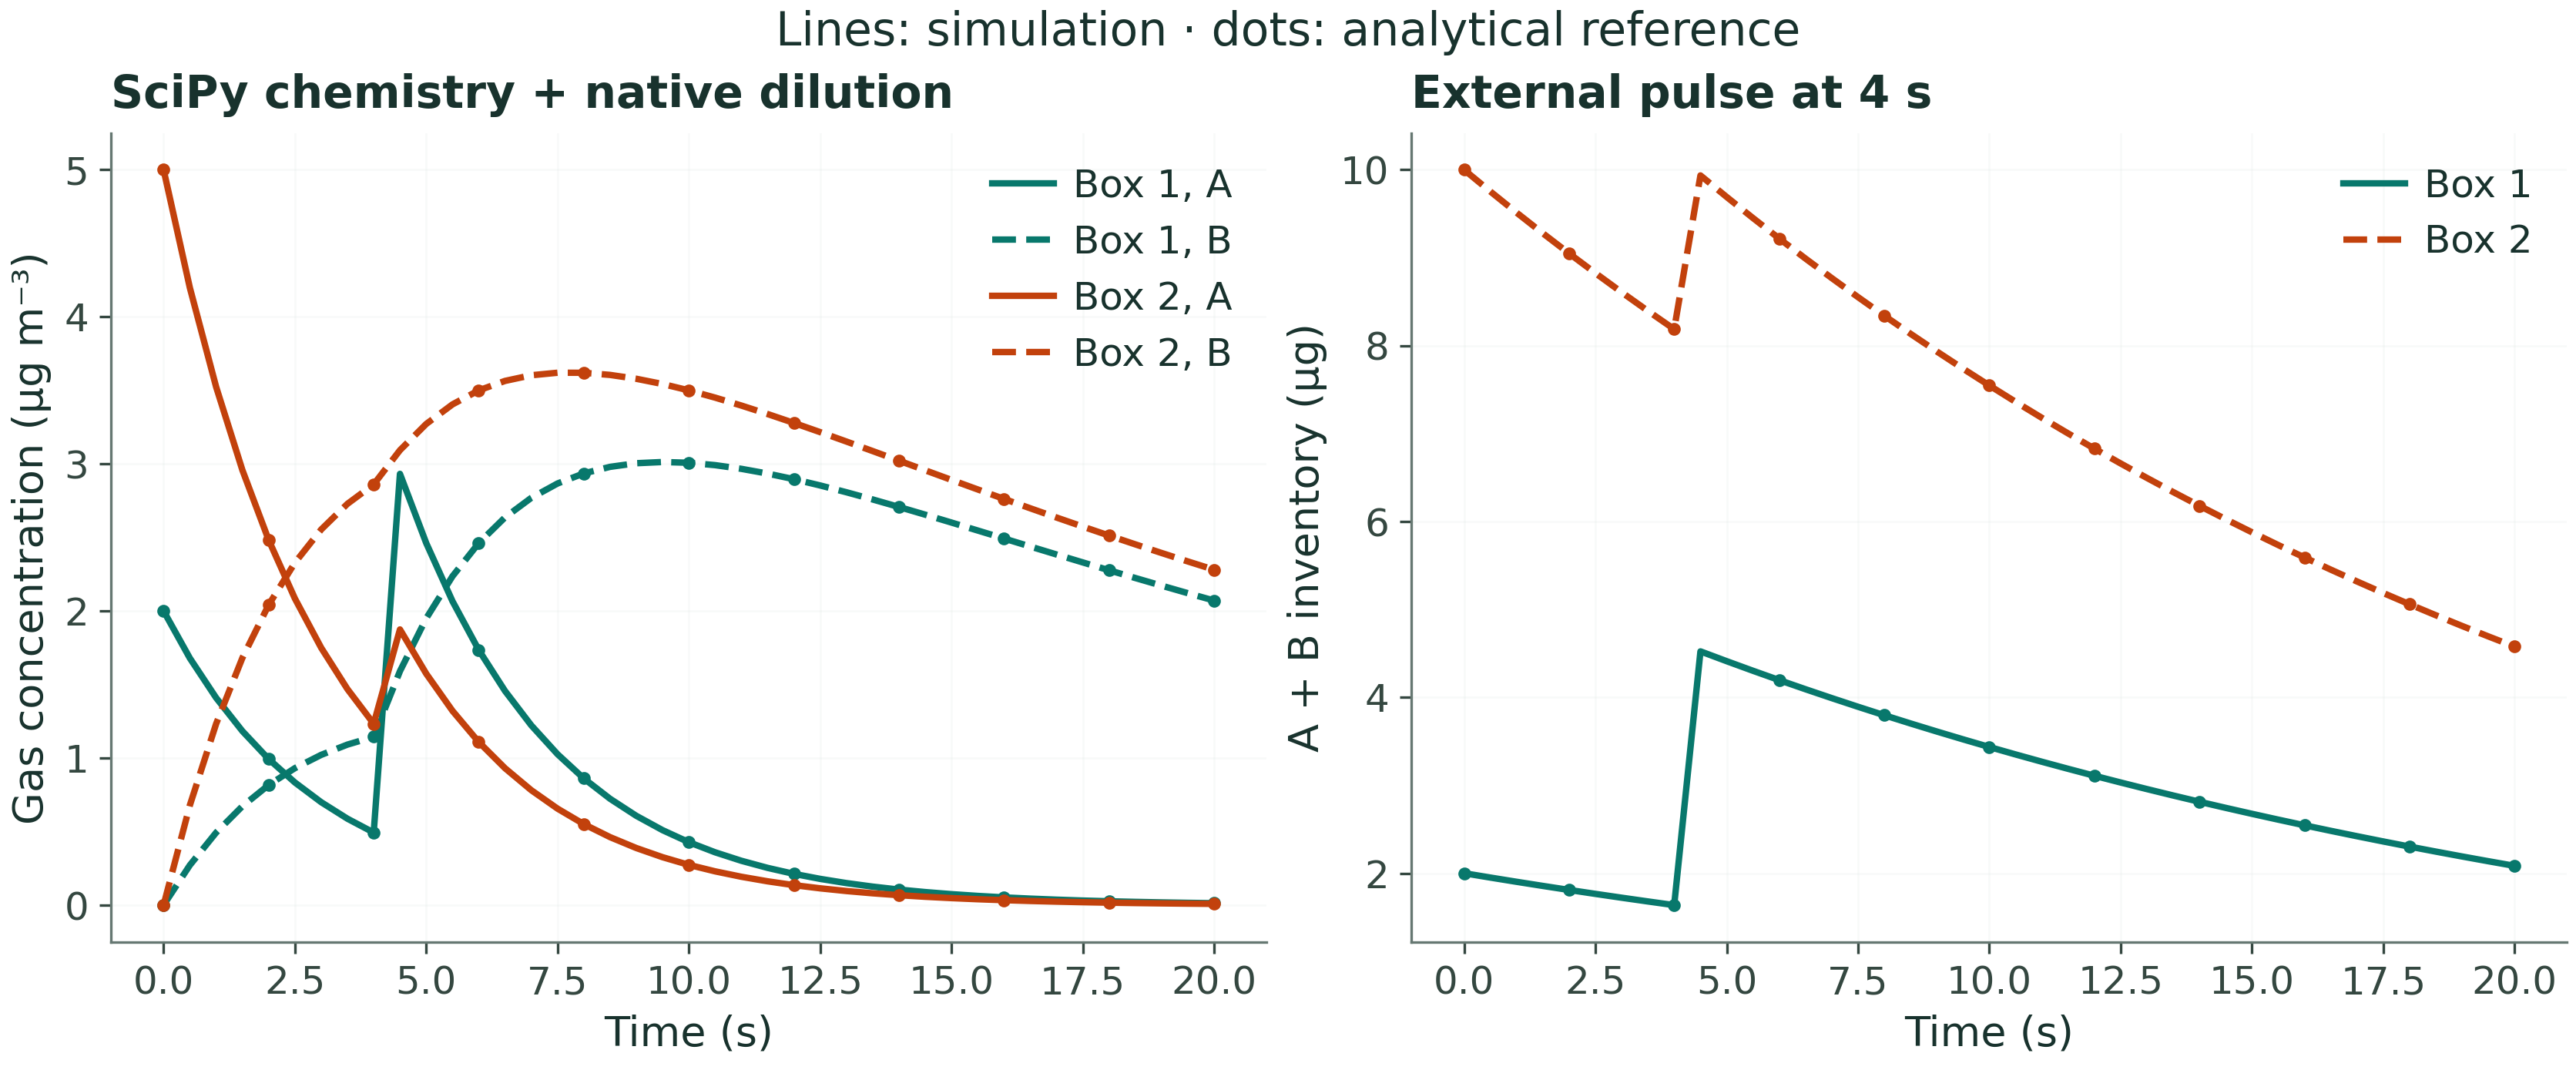 Lines: simulation · dots: analytical reference
SciPy chemistry + native dilution
Gas concentration (µg m⁻³)
5
4
3
2
1
0
Box 1, A
Box 1, B
Box 2, A
Box 2, B
0.0 2.5 5.0 7.5 10.0 12.5 15.0 17.5 20.0
Time (s)
External pulse at 4 s
A + B inventory (µg)
10
8
6
4
2
Box 1
Box 2
0.0 2.5 5.0 7.5 10.0 12.5 15.0 17.5 20.0
Time (s)